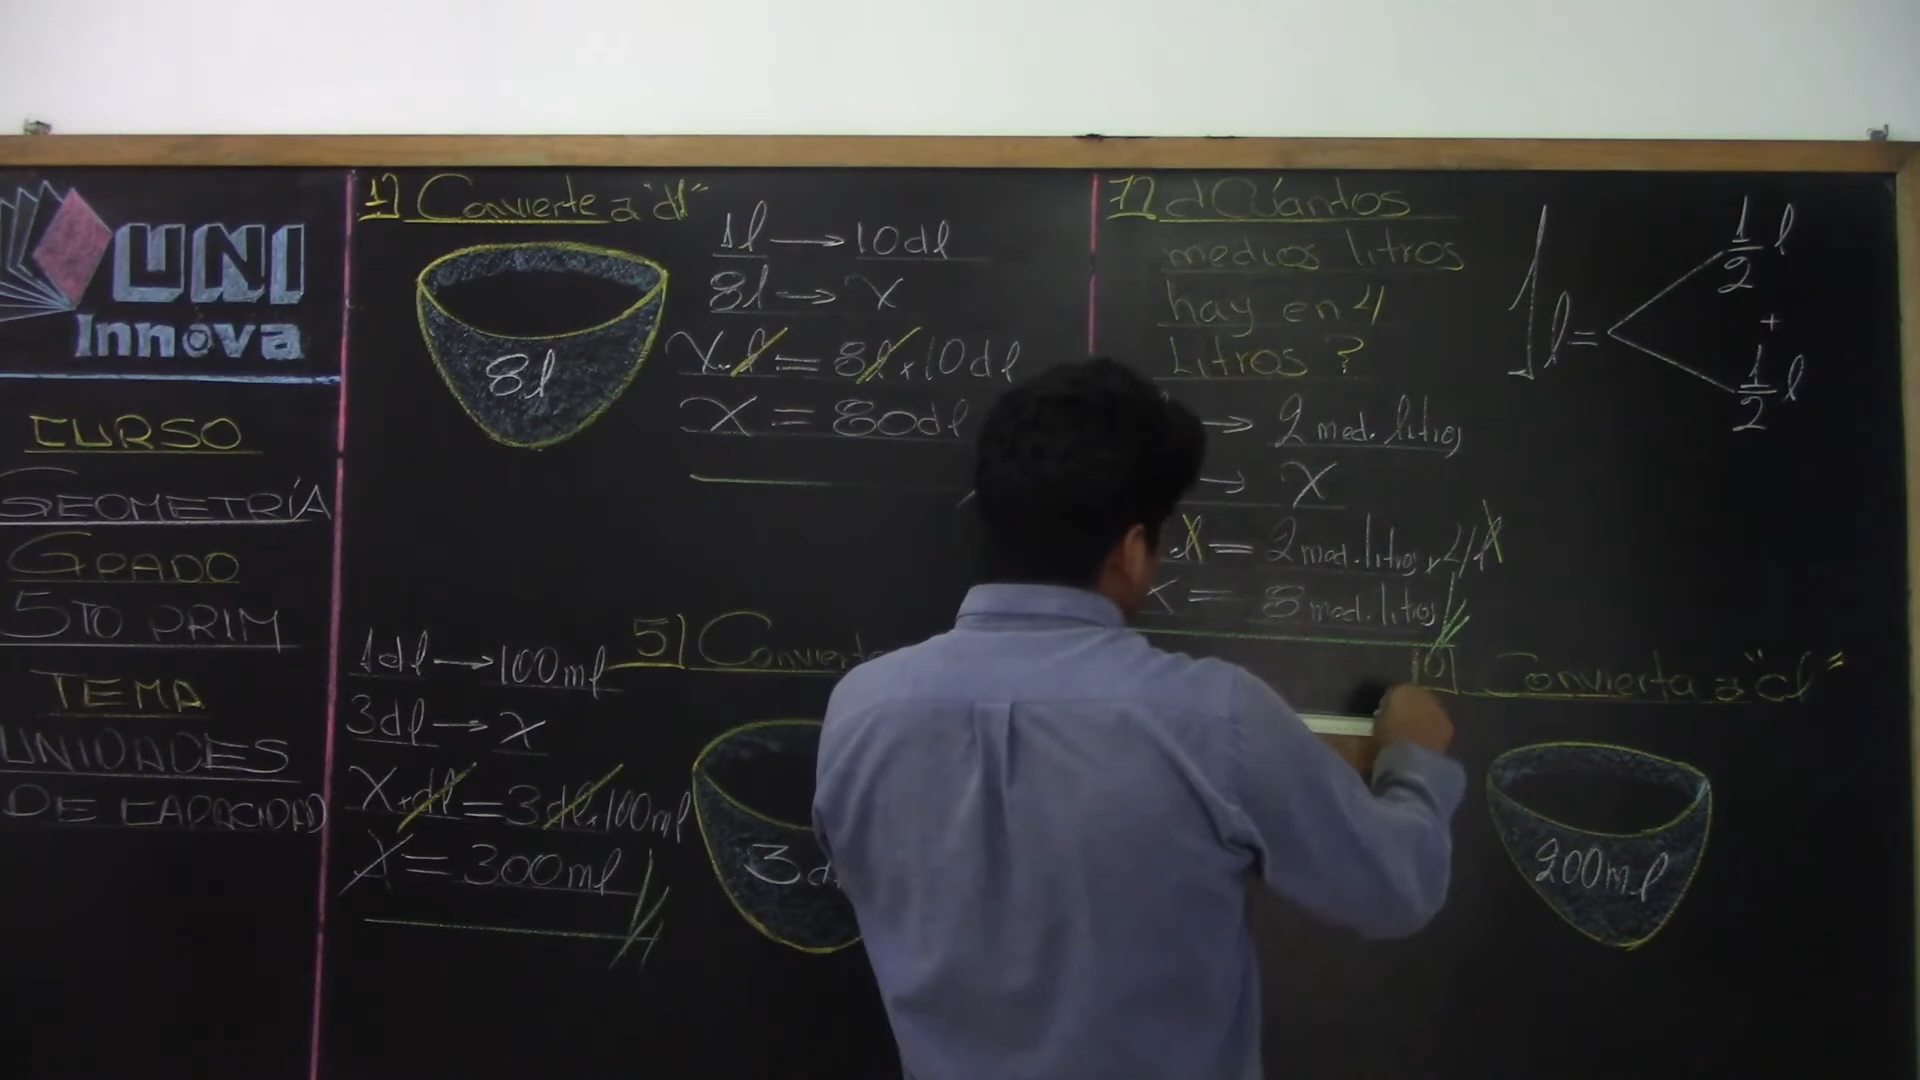 UNI
Innova
CURSO
GEOMETRÍA
GRADO
5TO PRIM
TEMA
UNIDADES
DE CAPACIDAD
1] Convierte a "dl"
8l
1l → 10dl
8l → x
x.l = 8l x 10dl
x = 80dl
1dl → 100ml
3dl → x
x x dl = 3dl x 100ml
x = 300ml
5] Convierte
3d
7] ¿Cuántos
medios litros
hay en 4
Litros ?
→ 2 med. litros
→ x
.l = 2 med. litros x 4l
x = 8 med. litros
1l =
1/2 l
+
1/2 l
Convierta a "cl"
200ml